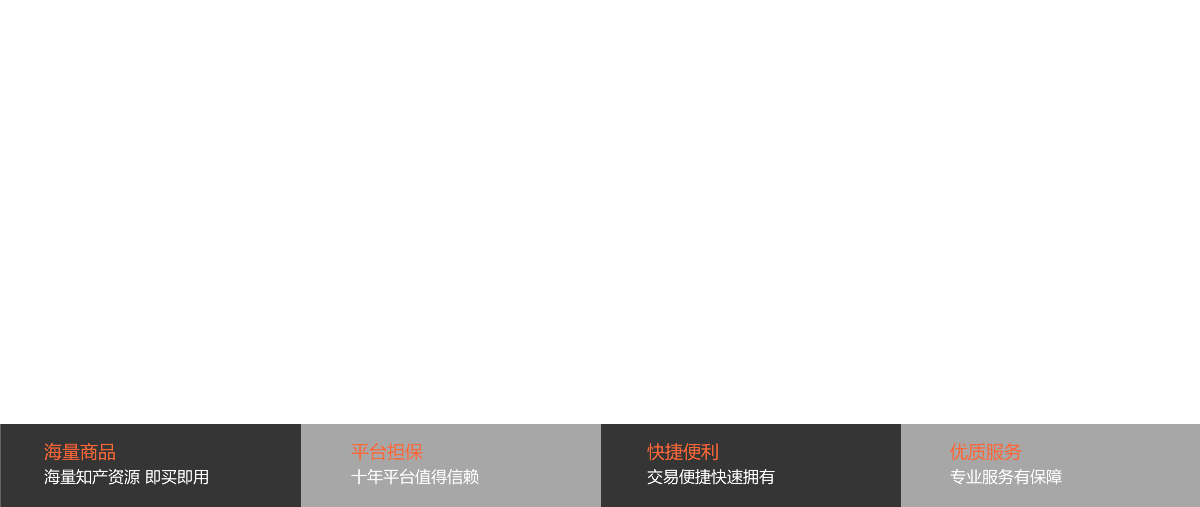 海量商品
海量知产资源 即买即用
平台担保
十年平台值得信赖
快捷便利
交易便捷快速拥有
优质服务
专业服务有保障